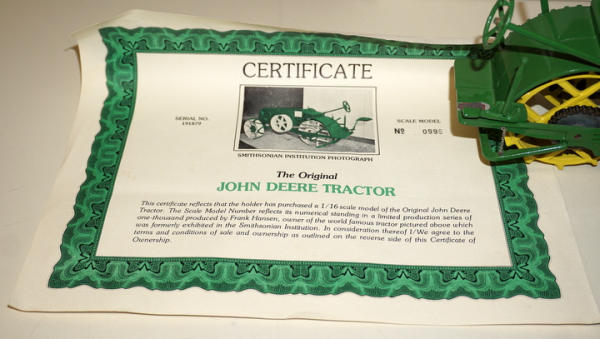 CERTIFICATE
SERIAL NO.
191879
SCALE MODEL
No 0995
SMITHSONIAN INSTITUTION PHOTOGRAPH
The Original
JOHN DEERE TRACTOR
This certificate reflects that the holder has purchased a 1/16 scale model of the Original John Deere
Tractor. The Scale Model Number reflects its numerical standing in a limited production series of
one-thousand produced by Frank Hansen, owner of the world famous tractor pictured above which
was formerly exhibited in the Smithsonian Institution. In consideration thereof I/We agree to the
terms and conditions of sale and ownership as outlined on the reverse side of this Certificate of
Ownership.